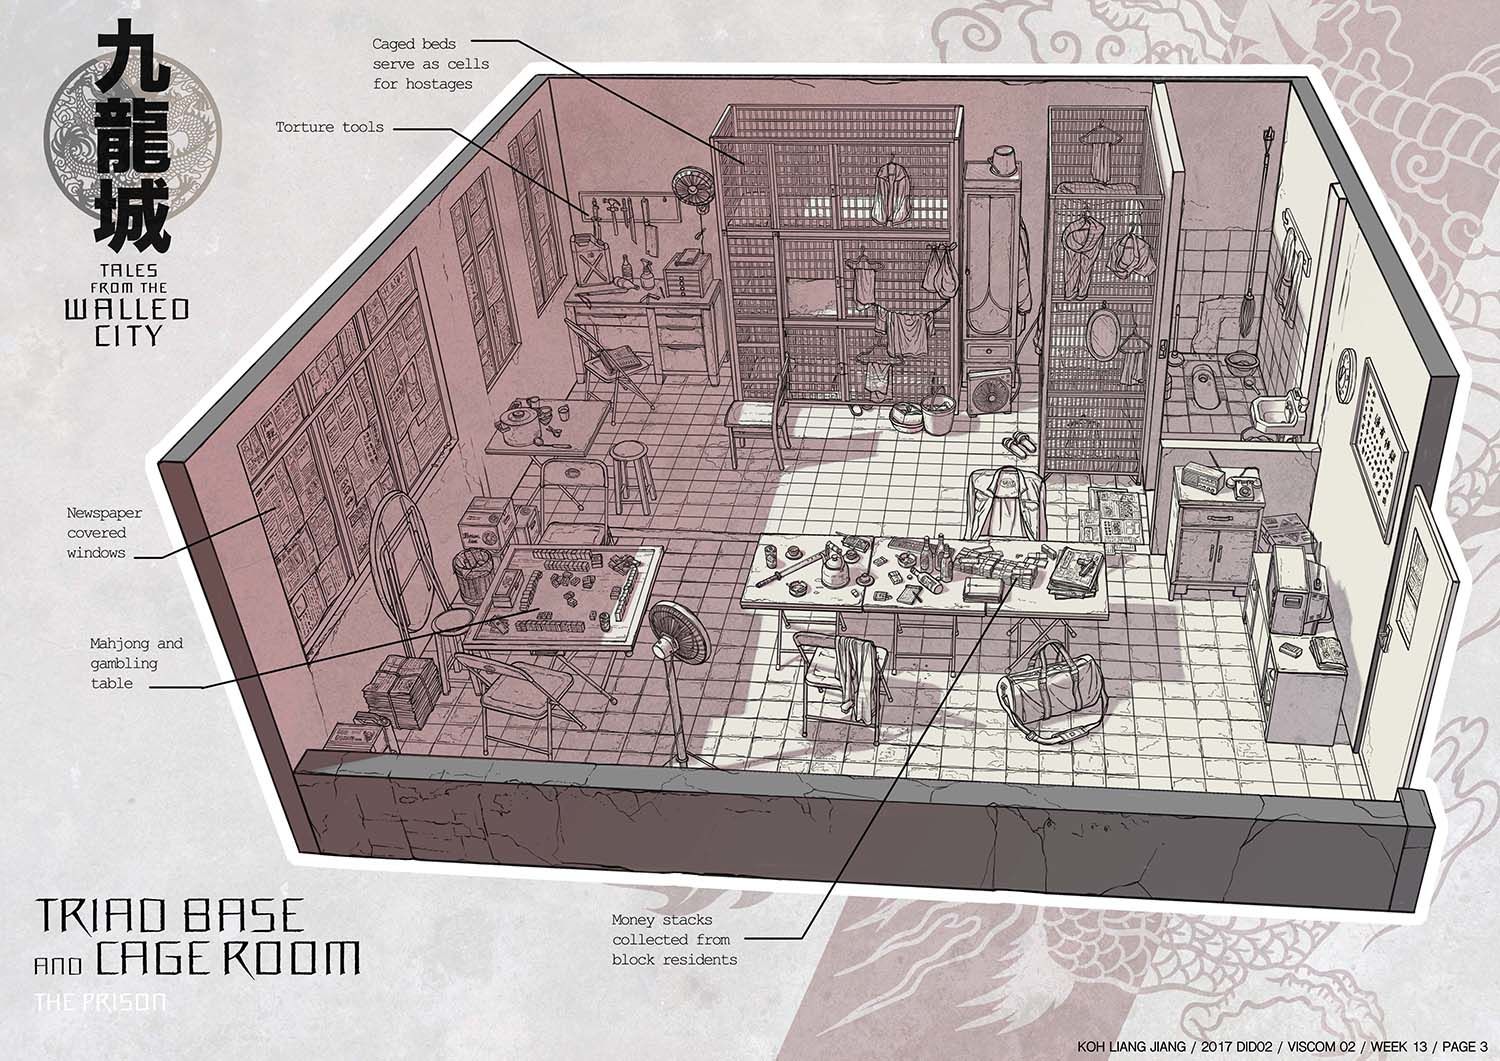 九
龍
城
TALES
FROM THE
WALLED
CITY
Caged beds
serve as cells
for hostages
Torture tools
Newspaper
covered
windows
Mahjong and
gambling
table
Money stacks
collected from
block residents
TRIAD BASE
AND CAGE ROOM
THE PRISON
KOH LIANG JIANG / 2017 DID02 / VISCOM 02 / WEEK 13 / PAGE 3